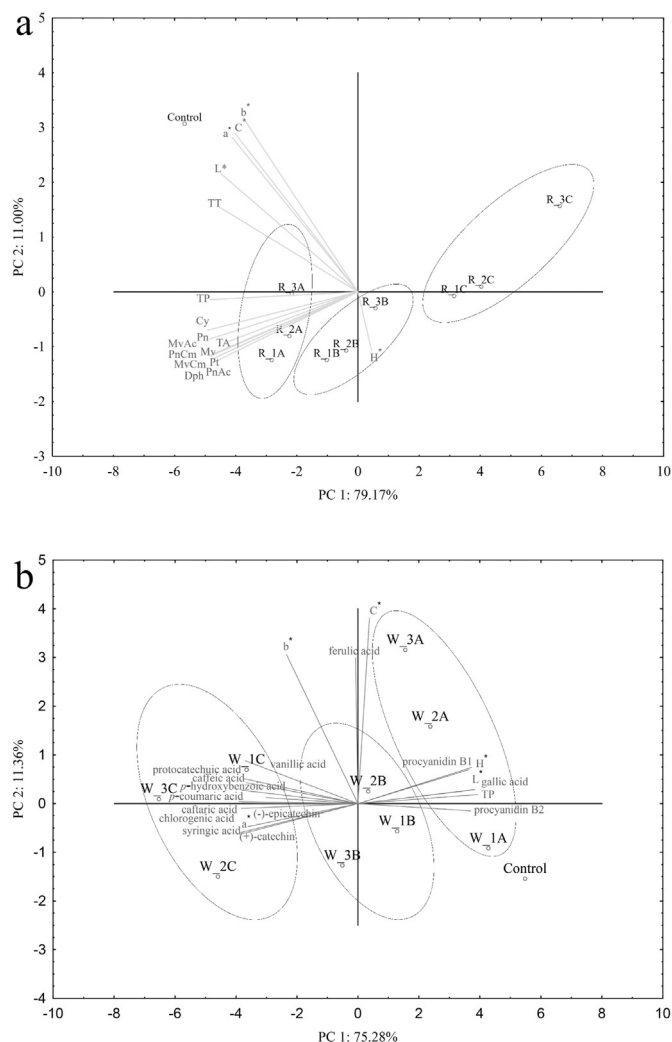 a
5
4
3
2
1
0
-1
-2
-3
PC 2: 11.00%
Control
b*
C*
a*
L*
TT
R_3C
R_3A
R_2C
R_1C
TP
R_3B
Cy
R_2A
Pn
TA
MvAc
Mv
R_2B
PnCm
R_1A
R_1B
H*
MvCm
Pt
Dph
PnAc
-10 -8 -6 -4 -2 0 2 4 6 8 10
PC 1: 79.17%
b
5
4
3
2
1
0
-1
-2
-3
-4
PC 2: 11.36%
C*
b*
W_3A
ferulic acid
W_2A
W_1C
vanillic acid
procyanidin B1
H*
protocatechuic acid
caffeic acid
W_2B
L*
gallic acid
W_3C
p-hydroxybenzoic acid
TP
p-coumaric acid
caftaric acid
procyanidin B2
chlorogenic acid
a*
(-)-epicatechin
W_1B
syringic acid
(+)-catechin
W_1A
W_3B
W_2C
Control
-10 -8 -6 -4 -2 0 2 4 6 8 10
PC 1: 75.28%